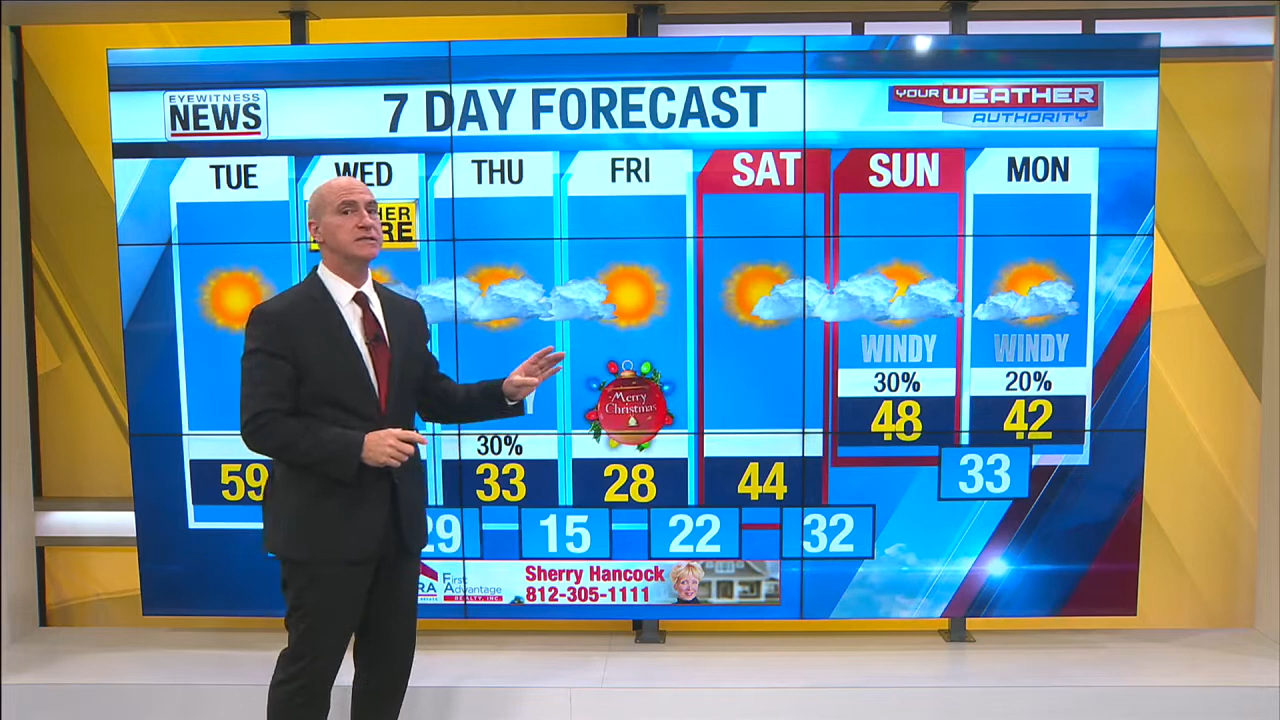 EYEWITNESS
NEWS
7 DAY FORECAST
YOUR WEATHER
AUTHORITY
TUE
WED
THU
FRI
SAT
SUN
MON
WINDY
WINDY
Merry
Christmas
30%
30%
20%
59
33
28
44
48
42
29
15
22
32
33
First
Advantage
REALTY, INC.
Sherry Hancock
812-305-1111